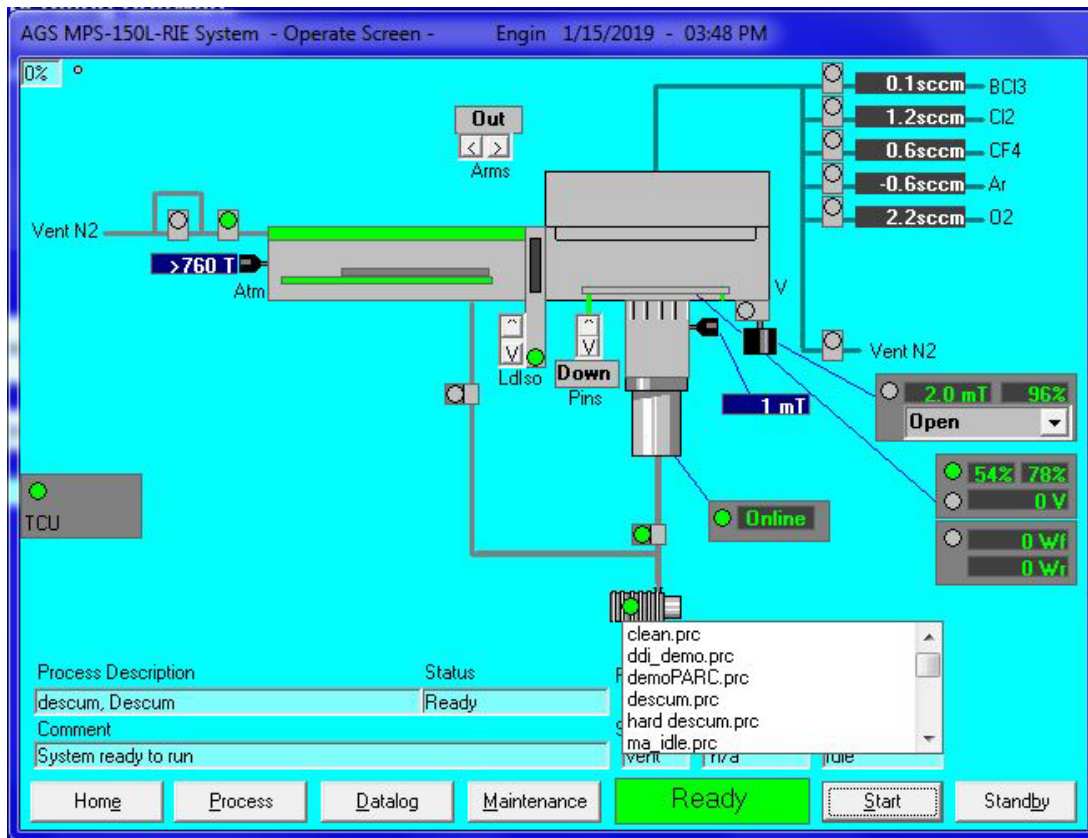 AGS MPS-150L-RIE System - Operate Screen - Engin 1/15/2019 - 03:48 PM
0% °
0.1sccm BCl3
Out
1.2sccm Cl2
< >
0.6sccm CF4
Arms
-0.6sccm Ar
2.2sccm O2
Vent N2
>760 T
Atm
V
^
V
LdIso
^
V
Down
Pins
Vent N2
1 mT
2.0 mT 96%
Open
54% 78%
0 V
TCU
Online
0 Wf
0 Wr
clean.prc
ddi_demo.prc
demoPARC.prc
descum.prc
hard descum.prc
ma_idle.prc
Process Description Status
descum, Descum Ready
Comment
System ready to run
n/a
Home Process Datalog Maintenance Ready Start Standby